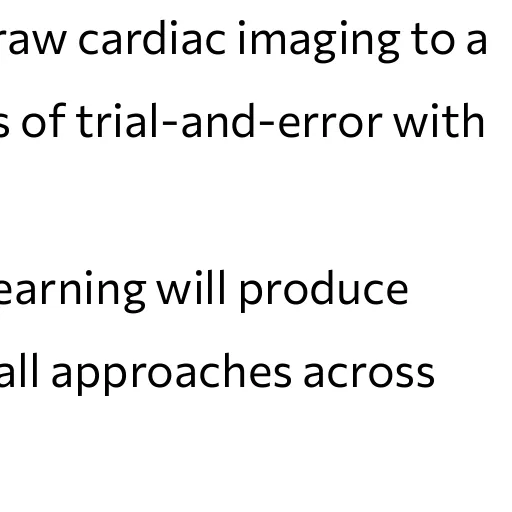 raw cardiac imaging to a
s of trial-and-error with
earning will produce
all approaches across